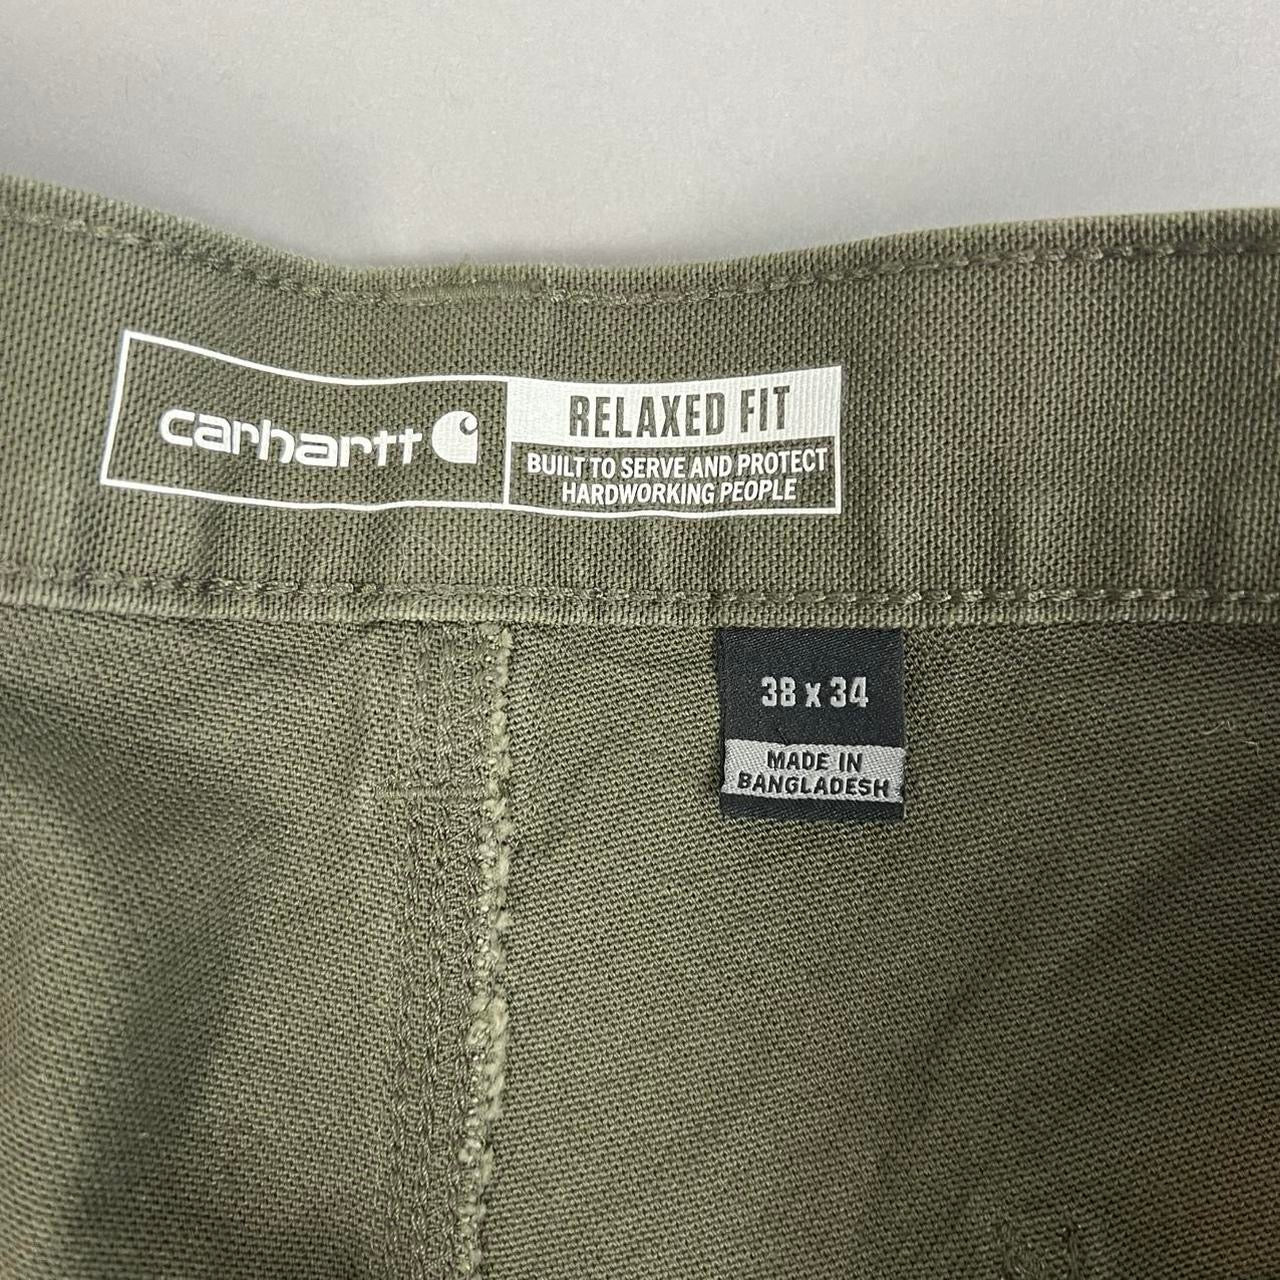 carhartt
RELAXED FIT
BUILT TO SERVE AND PROTECT
HARDWORKING PEOPLE
38 x 34
MADE IN
BANGLADESH